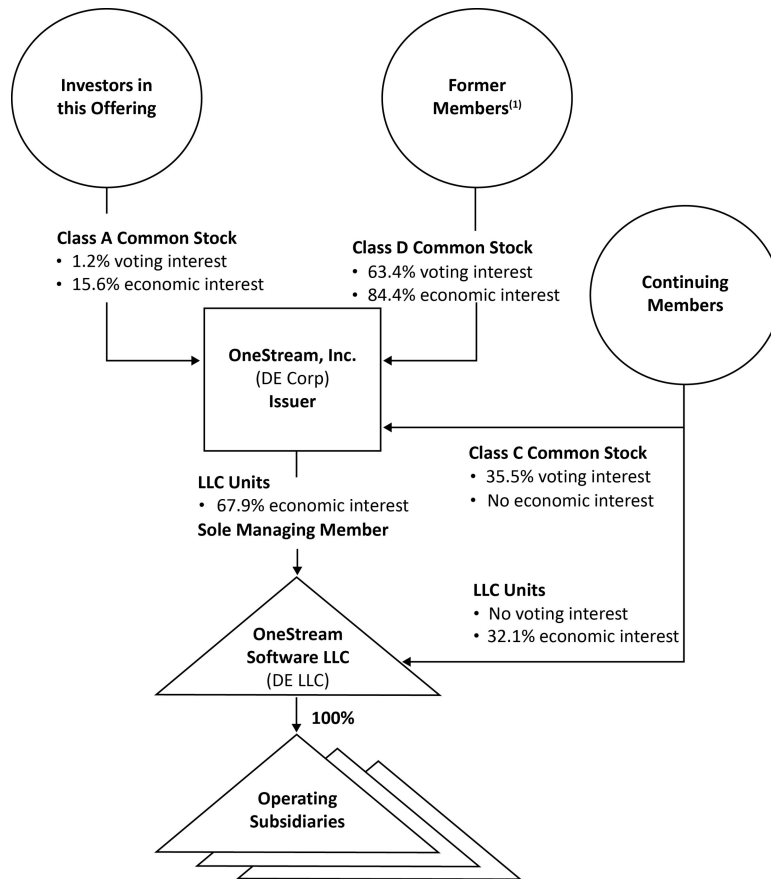 Investors in
this Offering
Former
Members(1)
Continuing
Members
Class A Common Stock
• 1.2% voting interest
• 15.6% economic interest
Class D Common Stock
• 63.4% voting interest
• 84.4% economic interest
OneStream, Inc.
(DE Corp)
Issuer
Class C Common Stock
• 35.5% voting interest
• No economic interest
LLC Units
• 67.9% economic interest
Sole Managing Member
LLC Units
• No voting interest
• 32.1% economic interest
OneStream
Software LLC
(DE LLC)
100%
Operating
Subsidiaries